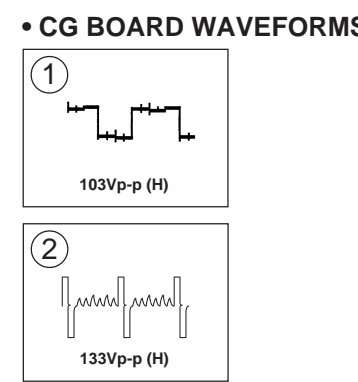 • CG BOARD WAVEFORMS
1
103Vp-p (H)
2
133Vp-p (H)